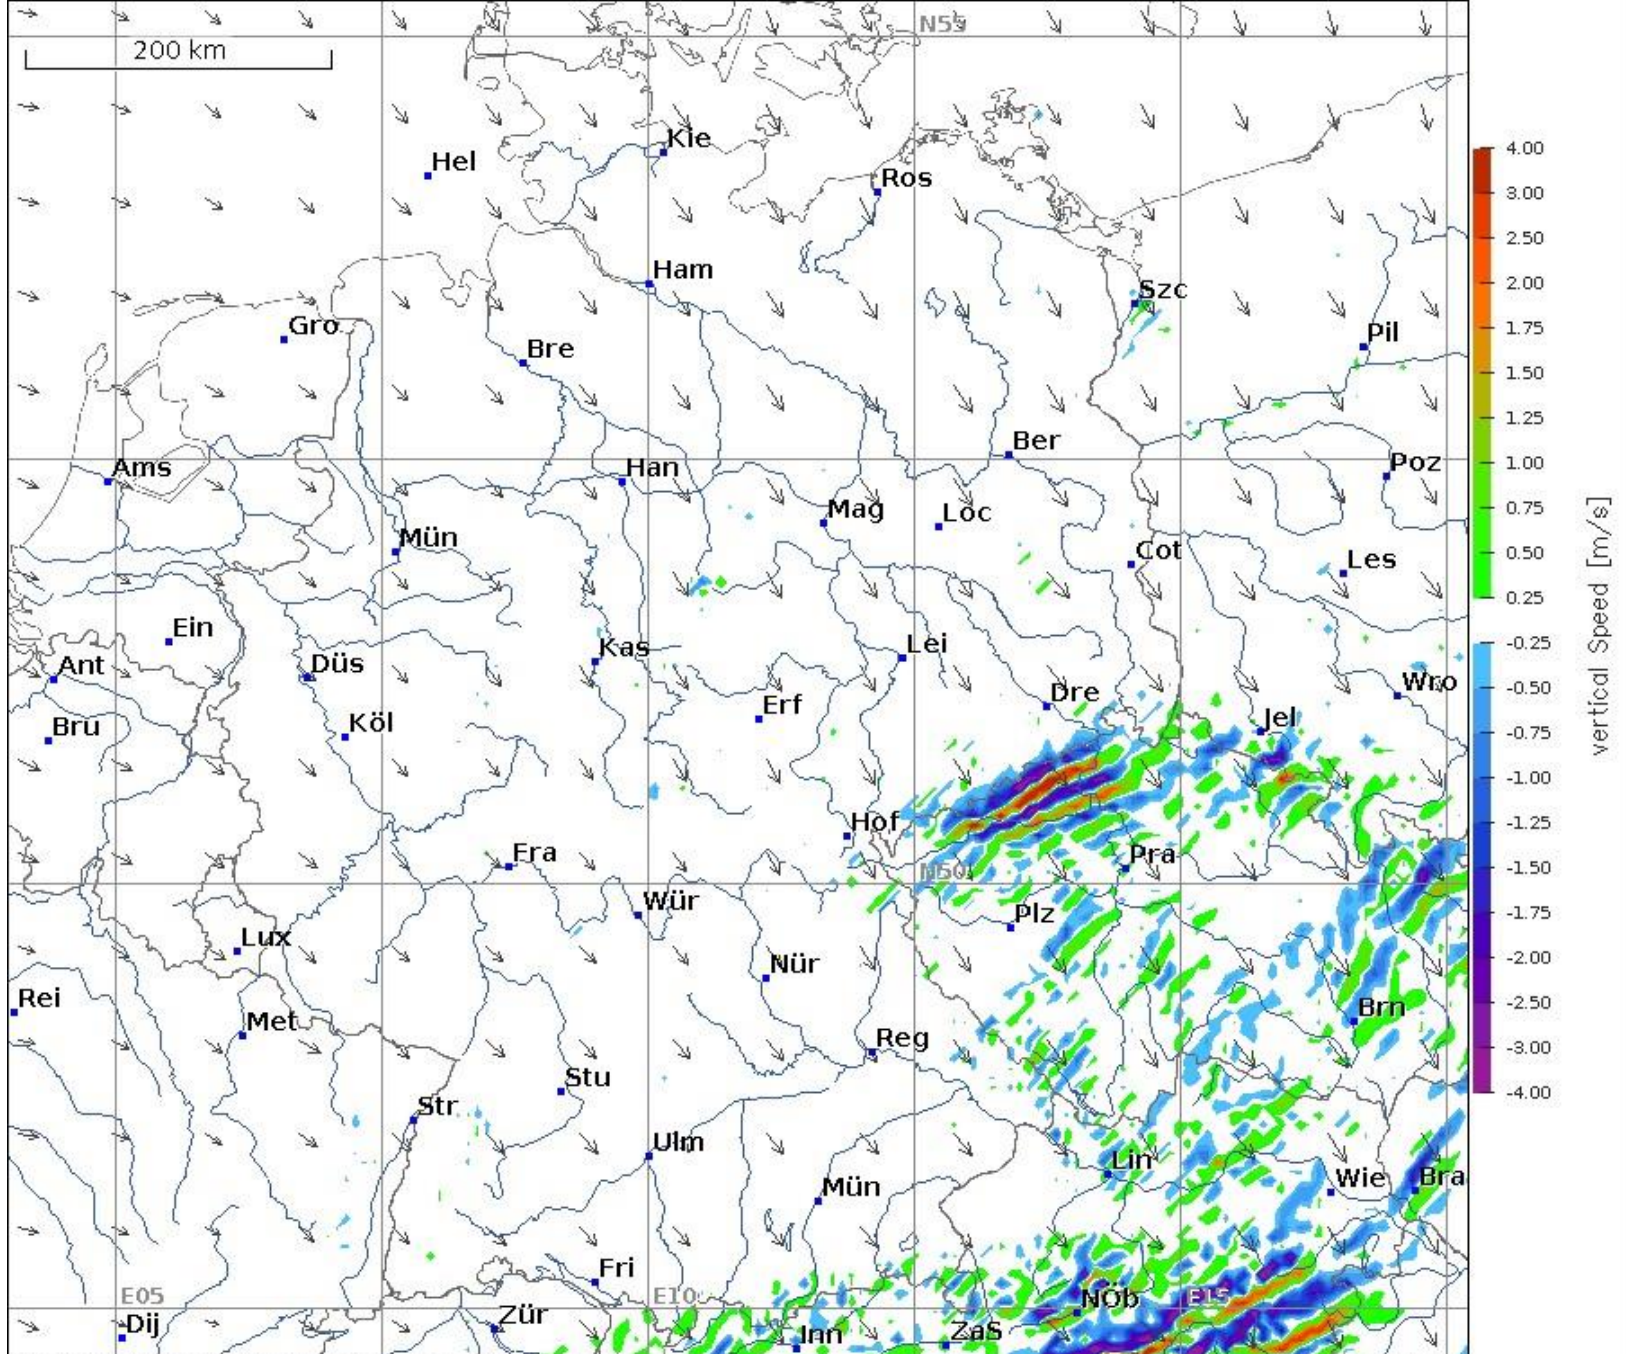 N55
200 km
Kie
Hel
Ros
Ham
Szc
Gro
Pil
Bre
Ber
Ams
Han
Poz
Mag
Löc
Mün
Cot
Les
Ein
Kas
Lei
Ant
Düs
Wro
Dre
Erf
Jel
Bru
Köl
Hof
Fra
Pra
N50
Wür
Plz
Lux
Nür
Rei
Brn
Met
Reg
Stu
Str
Ulm
Lin
Wie
Bra
Mün
Fri
E05
E10
NÖb
E15
Zür
Dij
Inn
ZaS
4.00
3.00
2.50
2.00
1.75
1.50
1.25
1.00
0.75
0.50
0.25
-0.25
-0.50
-0.75
-1.00
-1.25
-1.50
-1.75
-2.00
-2.50
-3.00
-4.00
vertical Speed [m/s]